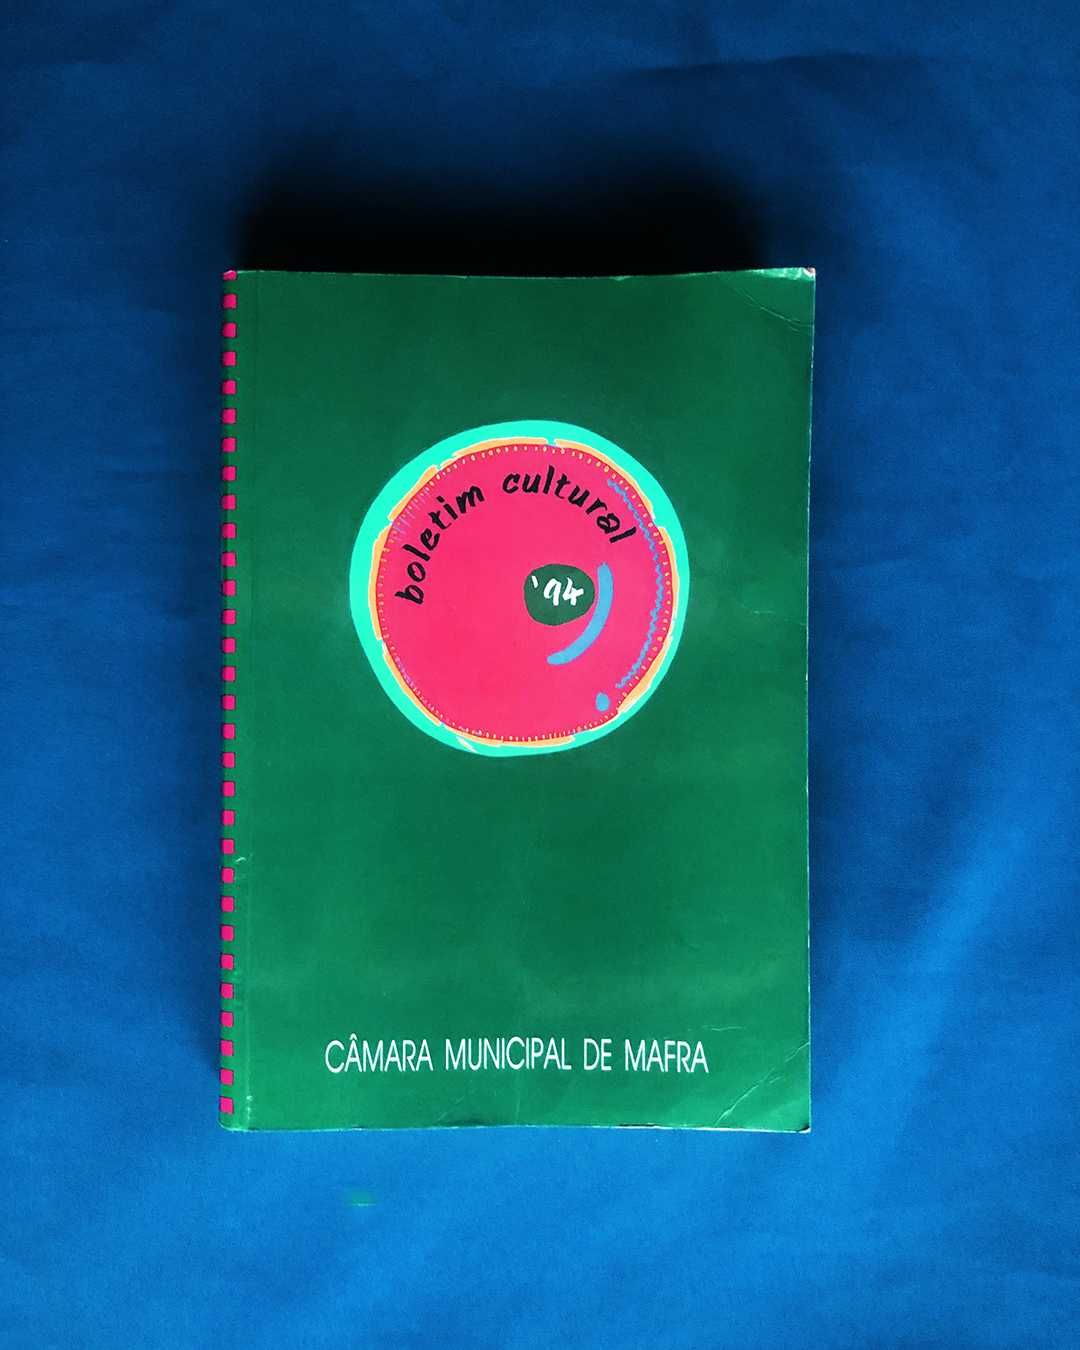 boletim cultural
'94
CÂMARA MUNICIPAL DE MAFRA